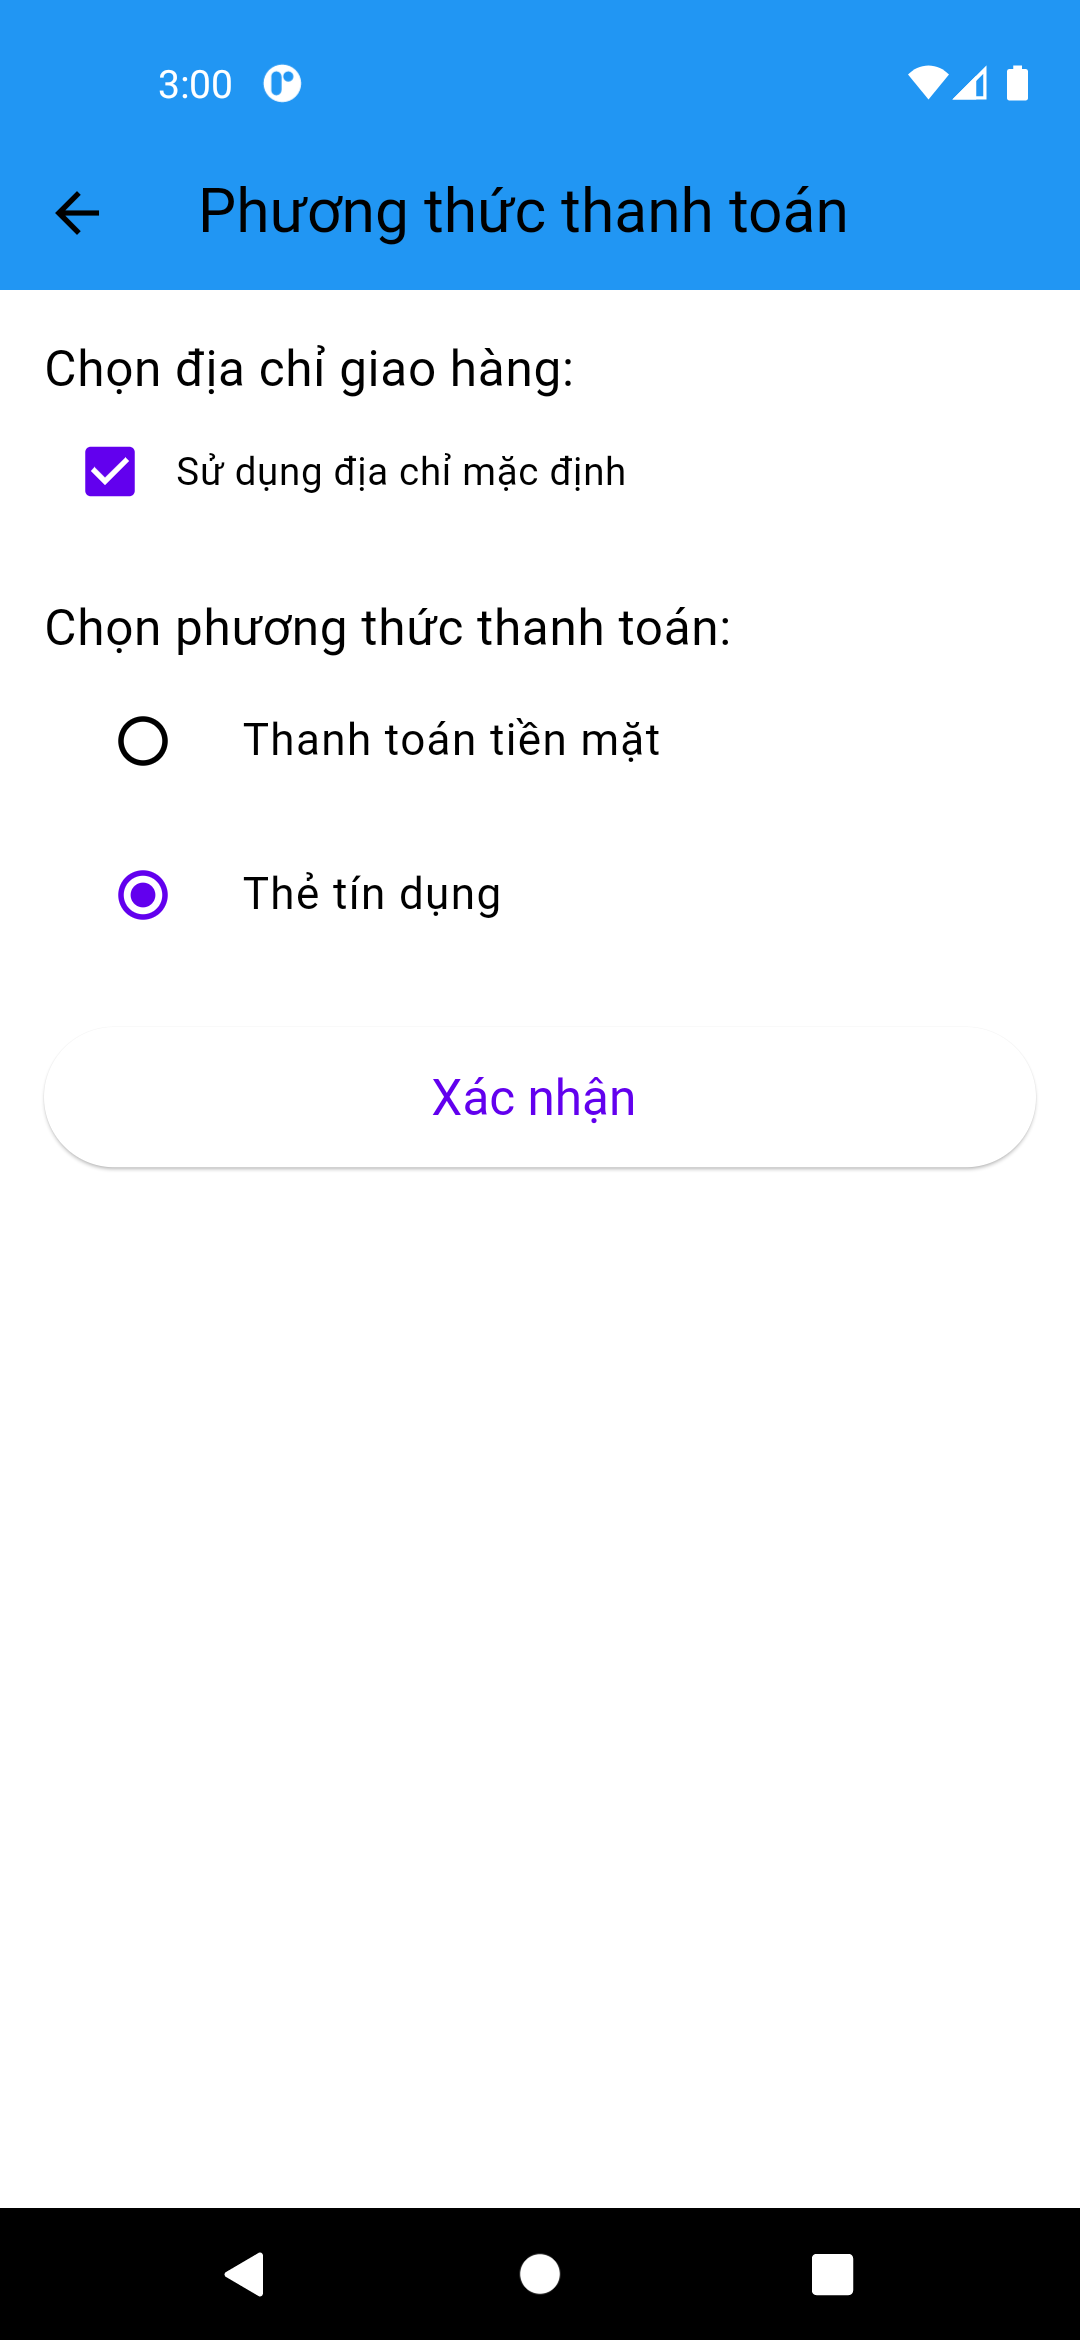 3:00
Phương thức thanh toán
Chọn địa chỉ giao hàng:
Sử dụng địa chỉ mặc định
Chọn phương thức thanh toán:
Thanh toán tiền mặt
Thẻ tín dụng
Xác nhận